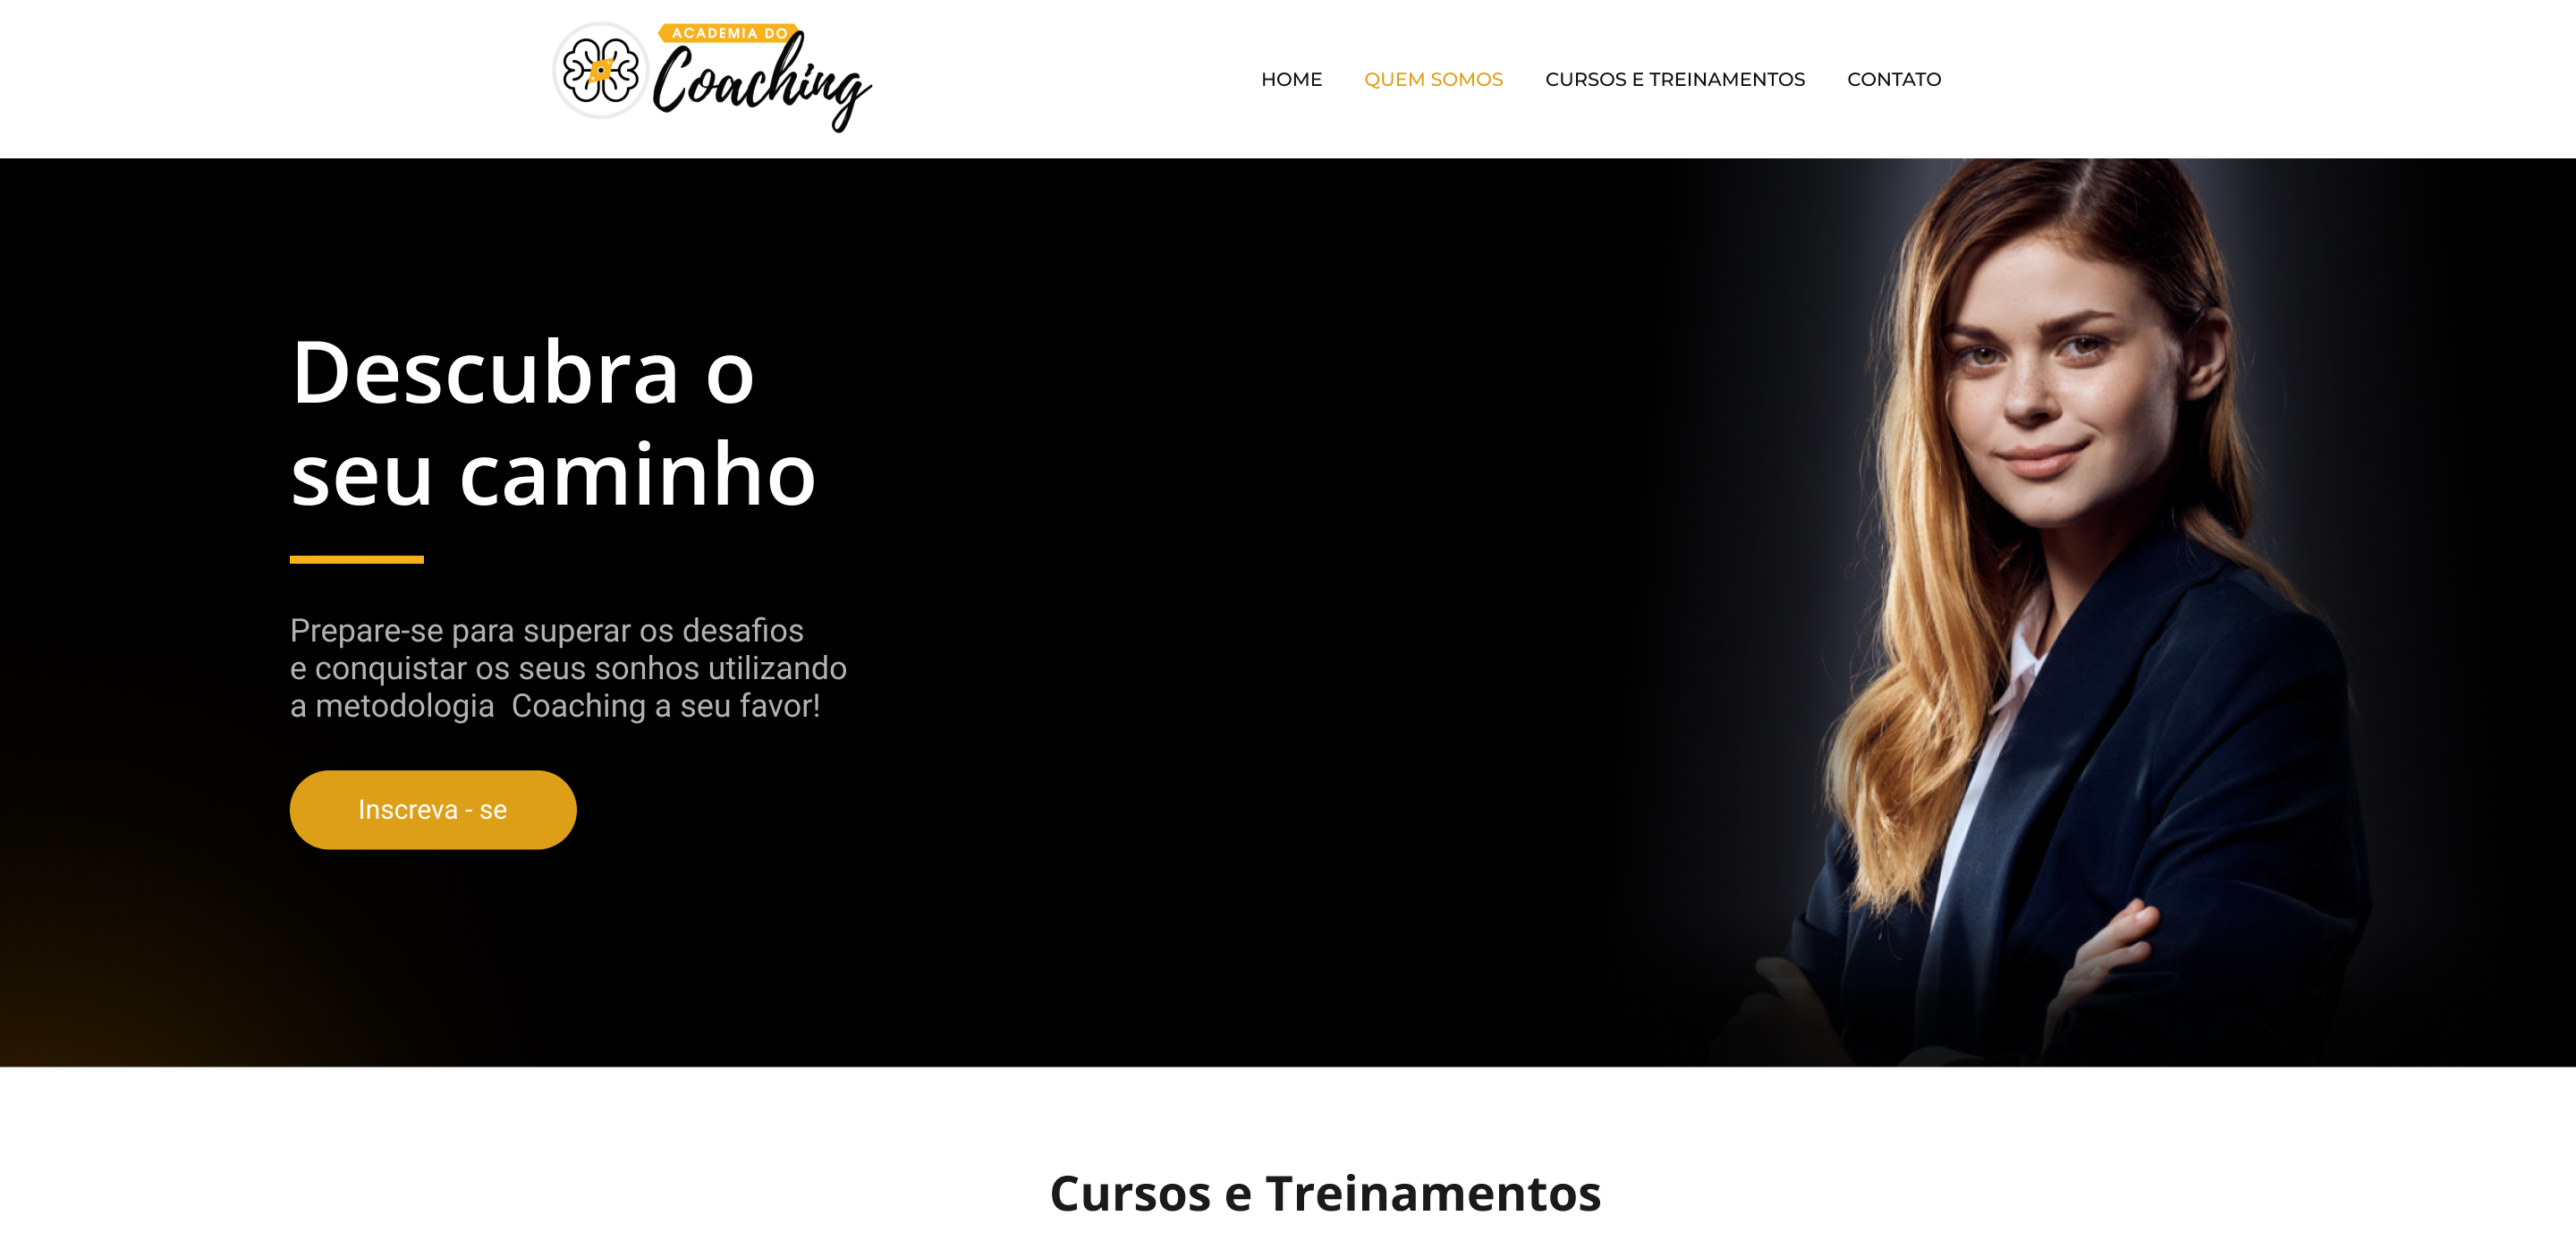 ACADEMIA DO
Coaching
HOME QUEM SOMOS CURSOS E TREINAMENTOS CONTATO
Descubra o
seu caminho
Prepare-se para superar os desafios
e conquistar os seus sonhos utilizando
a metodologia  Coaching a seu favor!
Inscreva - se
Cursos e Treinamentos